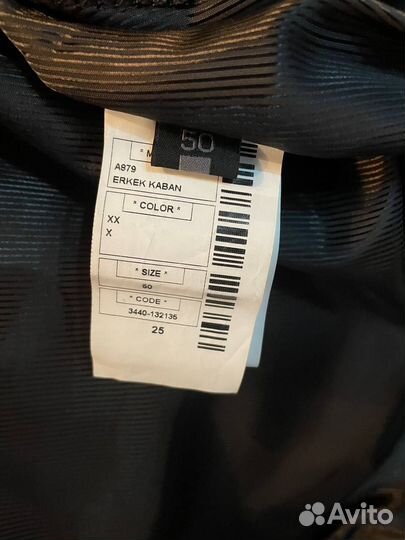 50
* M
A879
ERKEK KABAN
* COLOR *
XX
X
* SIZE *
50
* CODE *
3440-132135
25
Avito